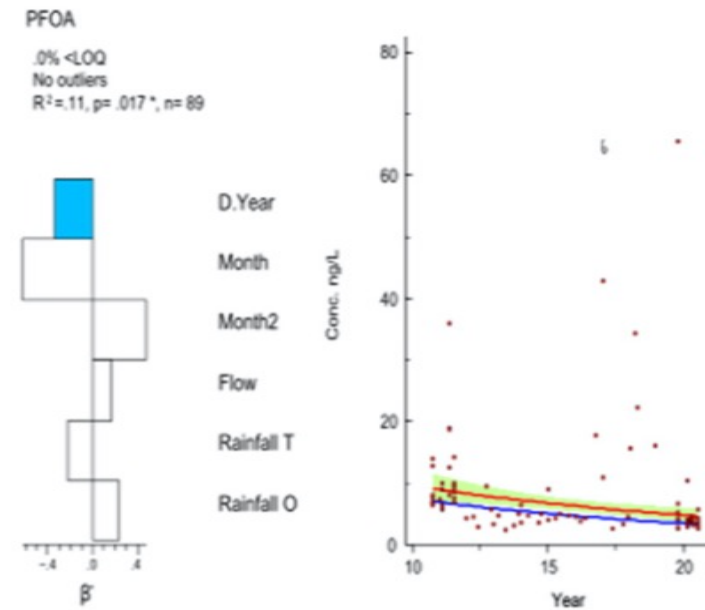 PFOA
.0% <LOQ
No outliers
R²=.11, p= .017 *, n= 89
D.Year
Month
Month2
Flow
Rainfall T
Rainfall O
-.4 .0 .4
β
80
60
40
20
0
Conc. ng/L
10 15 20
Year